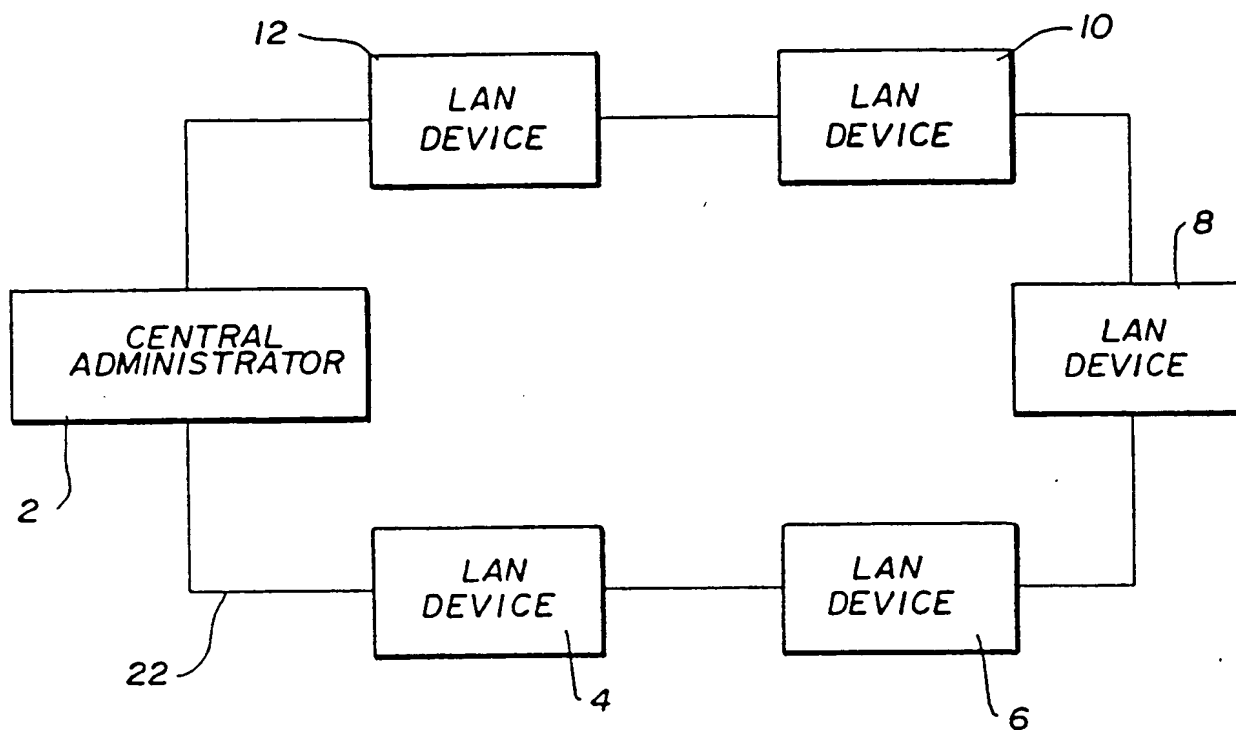 12
10
LAN
DEVICE
LAN
DEVICE
8
CENTRAL
ADMINISTRATOR
LAN
DEVICE
2
LAN
DEVICE
LAN
DEVICE
22
4
6